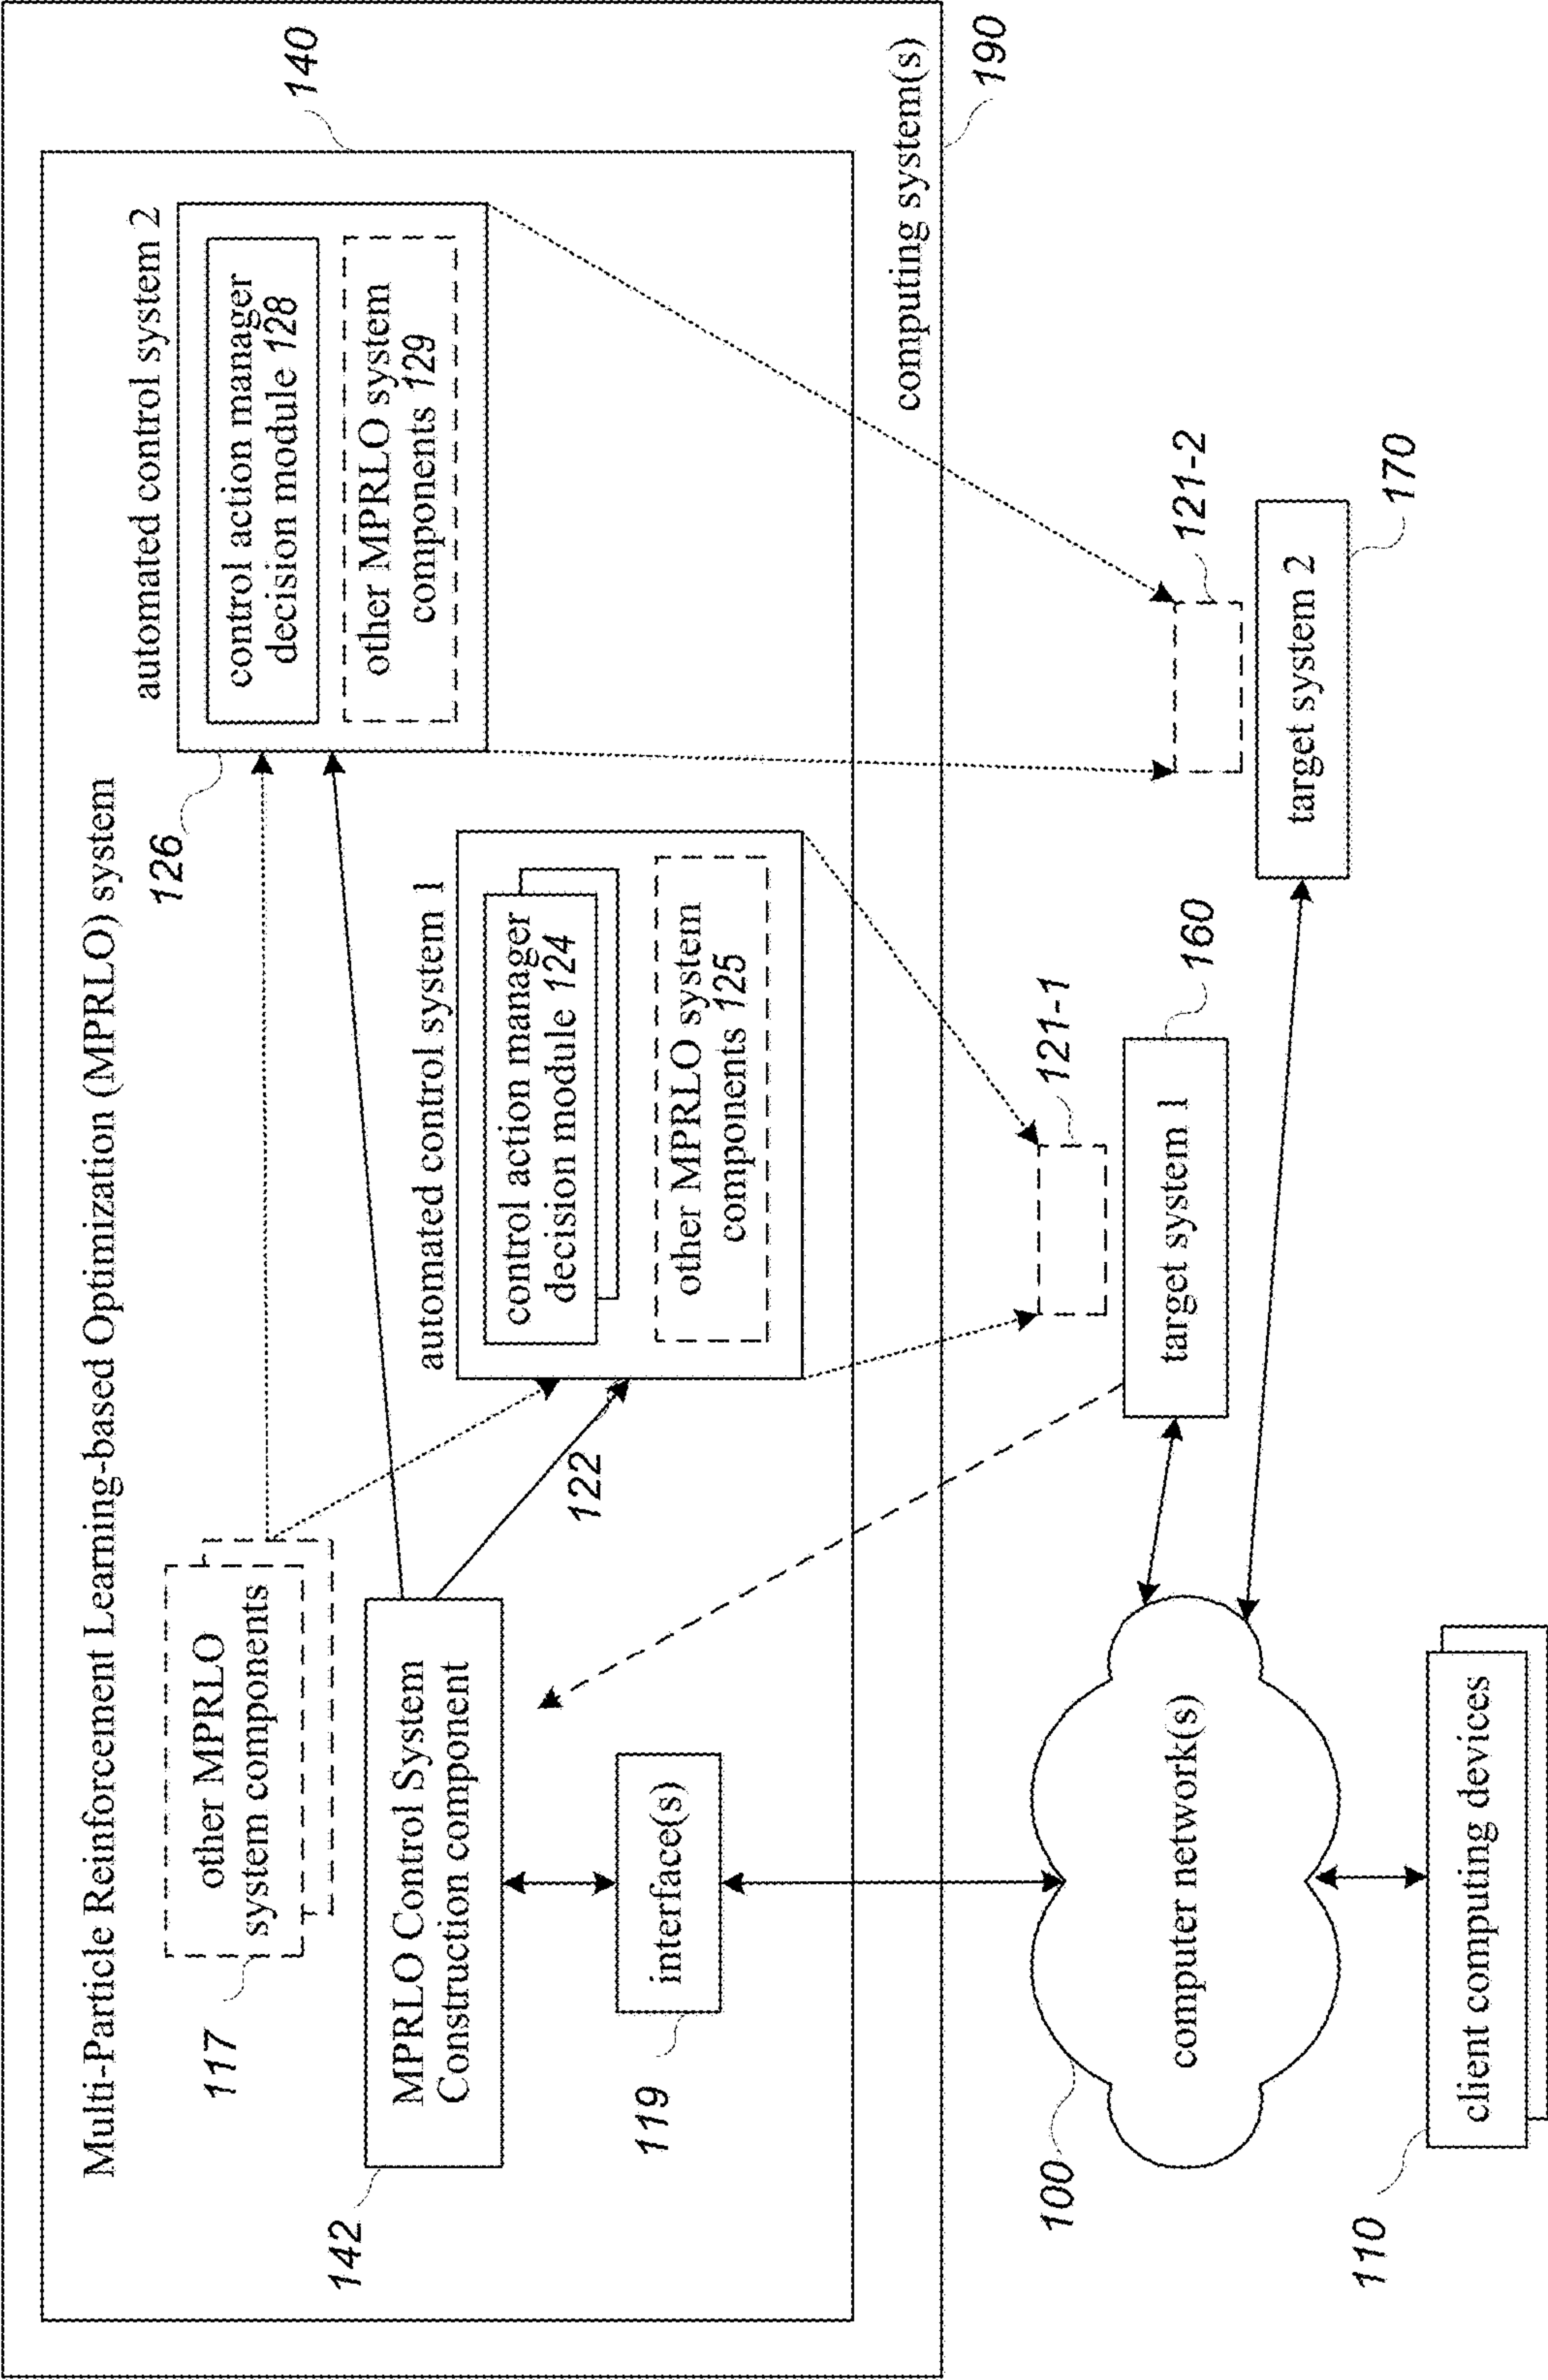 Multi-Particle Reinforcement Learning-based Optimization (MPRLO) system
140
117
other MPRLO
system components
126
automated control system 2
control action manager
decision module 128
other MPRLO system
components 129
142
MPRLO Control System
Construction component
122
automated control system 1
control action manager
decision module 124
other MPRLO system
components 125
119
interface(s)
computing system(s)
190
100
computer network(s)
121-1
target system 1
160
121-2
target system 2
170
110
client computing devices